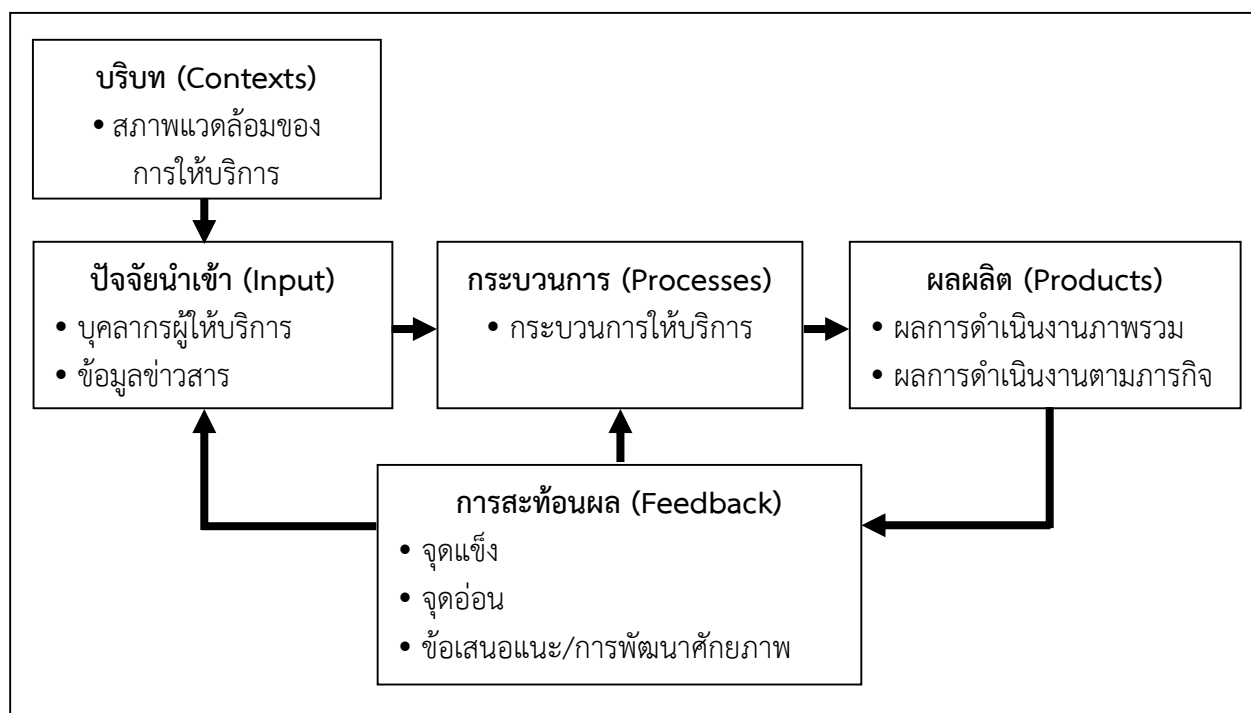 บริบท (Contexts)
• สภาพแวดล้อมของ
การให้บริการ
ปัจจัยนำเข้า (Input)
• บุคลากรผู้ให้บริการ
• ข้อมูลข่าวสาร
กระบวนการ (Processes)
• กระบวนการให้บริการ
ผลผลิต (Products)
• ผลการดำเนินงานภาพรวม
• ผลการดำเนินงานตามภารกิจ
การสะท้อนผล (Feedback)
• จุดแข็ง
• จุดอ่อน
• ข้อเสนอแนะ/การพัฒนาศักยภาพ